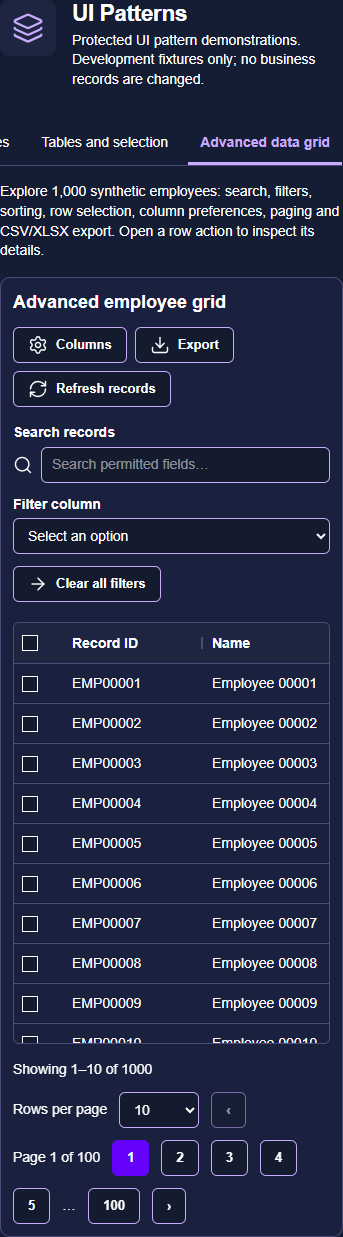 UI Patterns
Protected UI pattern demonstrations.
Development fixtures only; no business
records are changed.
Tables and selection
Advanced data grid
Explore 1,000 synthetic employees: search, filters,
sorting, row selection, column preferences, paging and
CSV/XLSX export. Open a row action to inspect its
details.
Advanced employee grid
Columns
Export
Refresh records
Search records
Search permitted fields...
Filter column
Select an option
Clear all filters
Record ID Name
EMP00001 Employee 00001
EMP00002 Employee 00002
EMP00003 Employee 00003
EMP00004 Employee 00004
EMP00005 Employee 00005
EMP00006 Employee 00006
EMP00007 Employee 00007
EMP00008 Employee 00008
EMP00009 Employee 00009
EMP00010 Employee 00010
Showing 1–10 of 1000
Rows per page 10 ‹
Page 1 of 100 1 2 3 4
5 … 100 ›